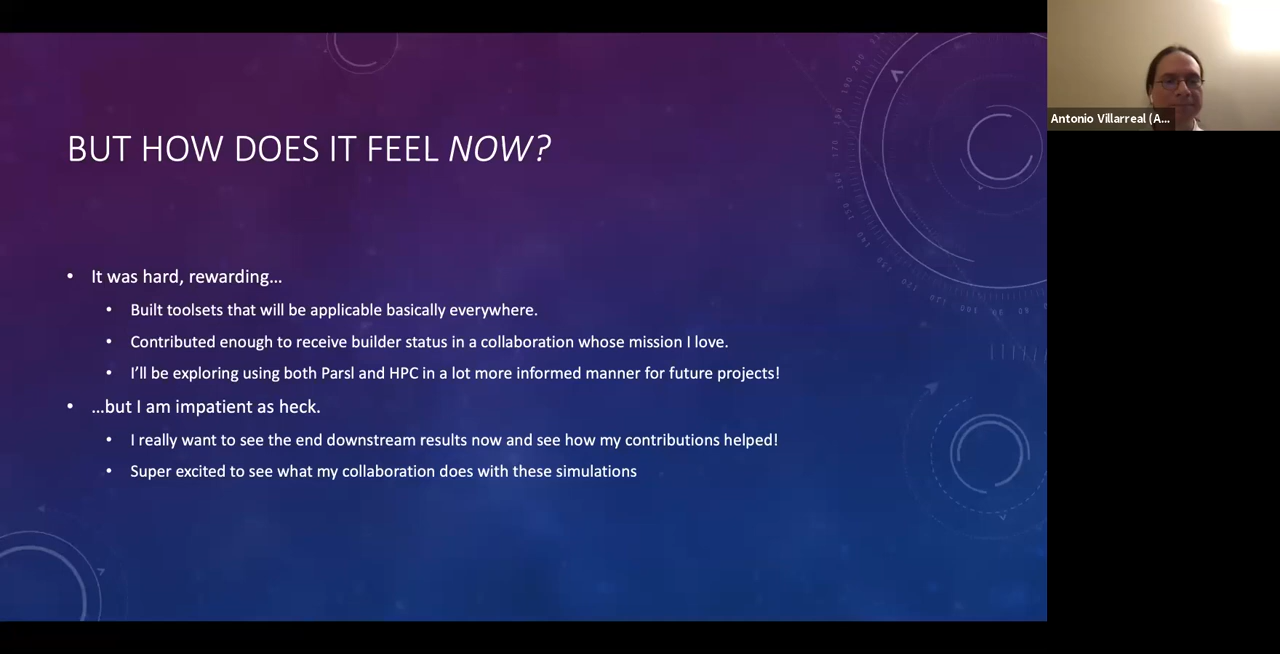 BUT HOW DOES IT FEEL NOW?
• It was hard, rewarding...
• Built toolsets that will be applicable basically everywhere.
• Contributed enough to receive builder status in a collaboration whose mission I love.
• I'll be exploring using both Parsl and HPC in a lot more informed manner for future projects!
• ...but I am impatient as heck.
• I really want to see the end downstream results now and see how my contributions helped!
• Super excited to see what my collaboration does with these simulations
Antonio Villarreal (A...